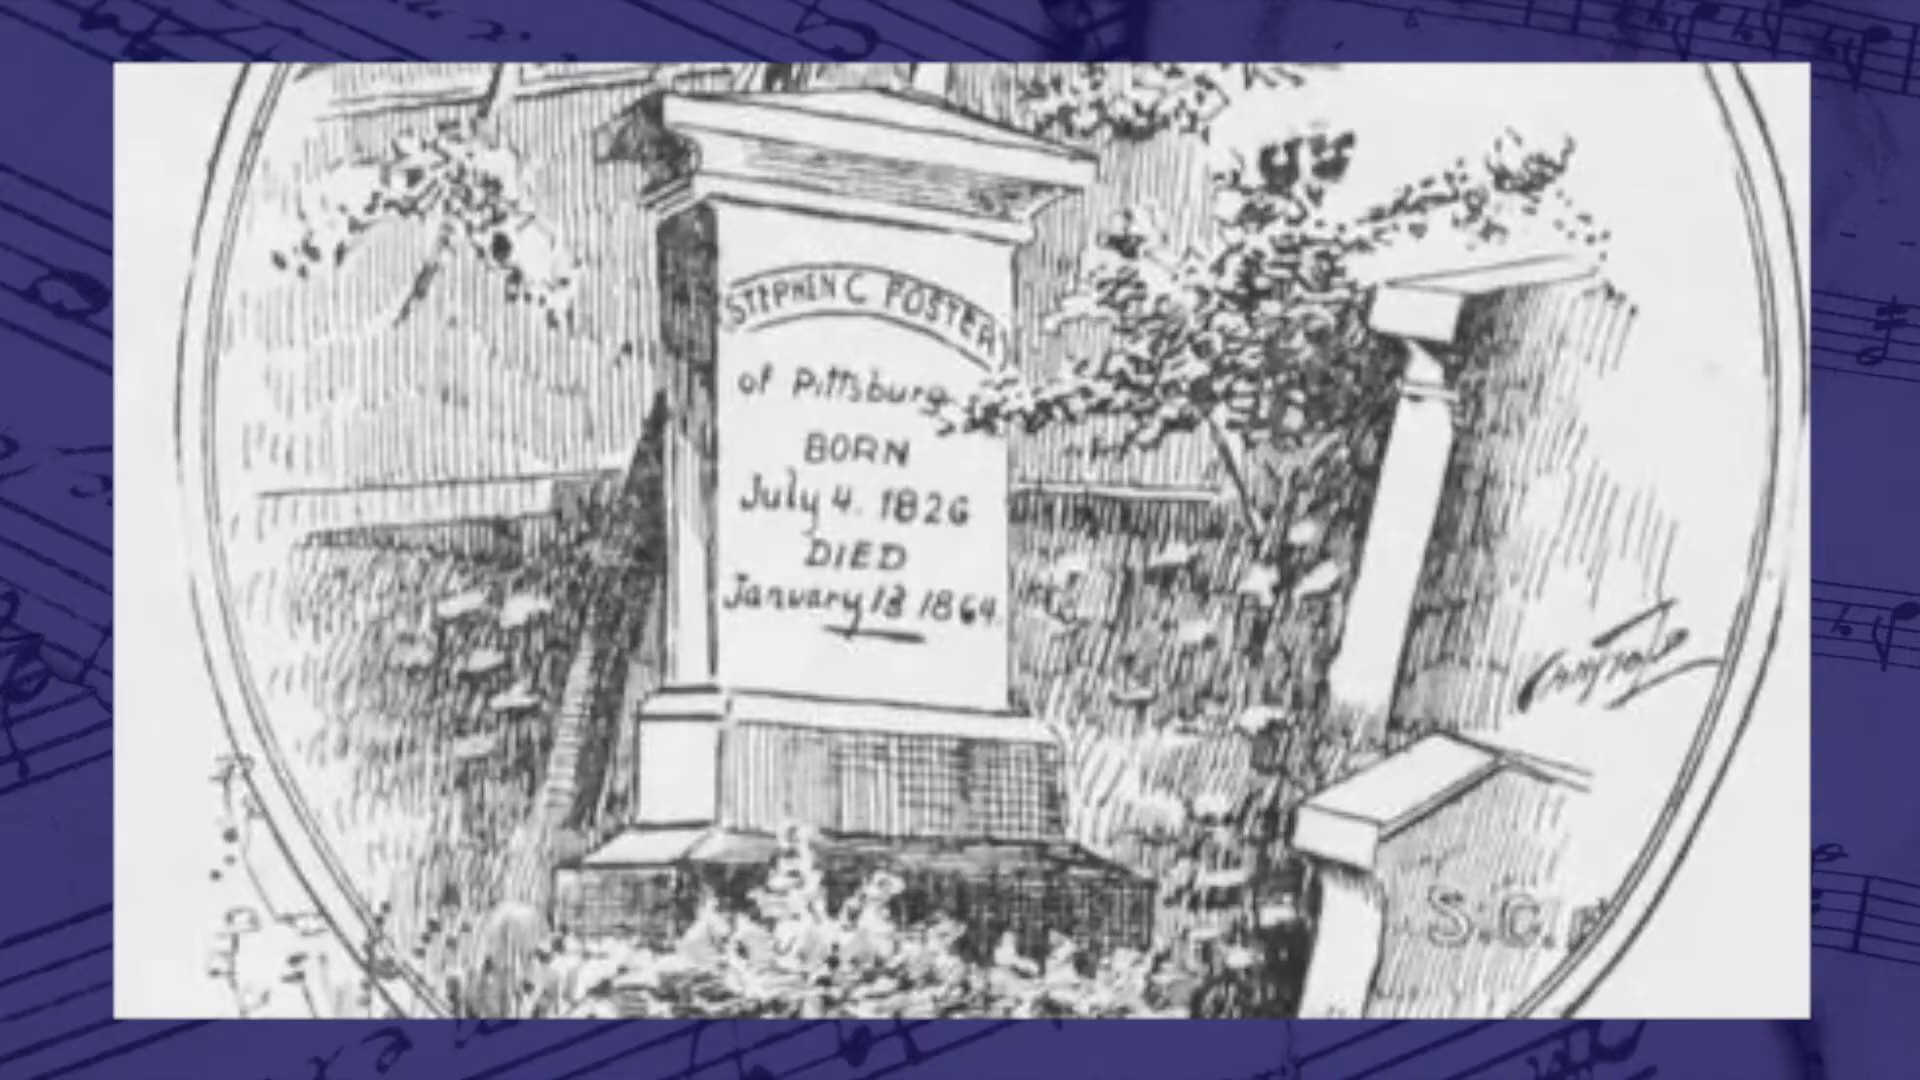 STEPHEN C FOSTER
of Pittsburg
BORN
July 4. 1826
DIED
January 13 1864.
S.C.